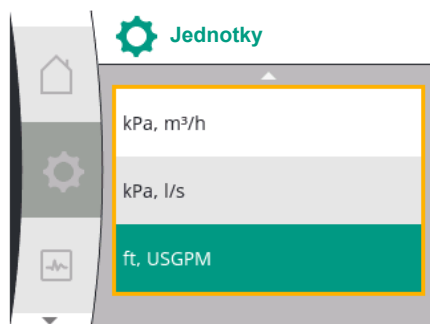 Jednotky
kPa, m³/h
kPa, l/s
ft, USGPM